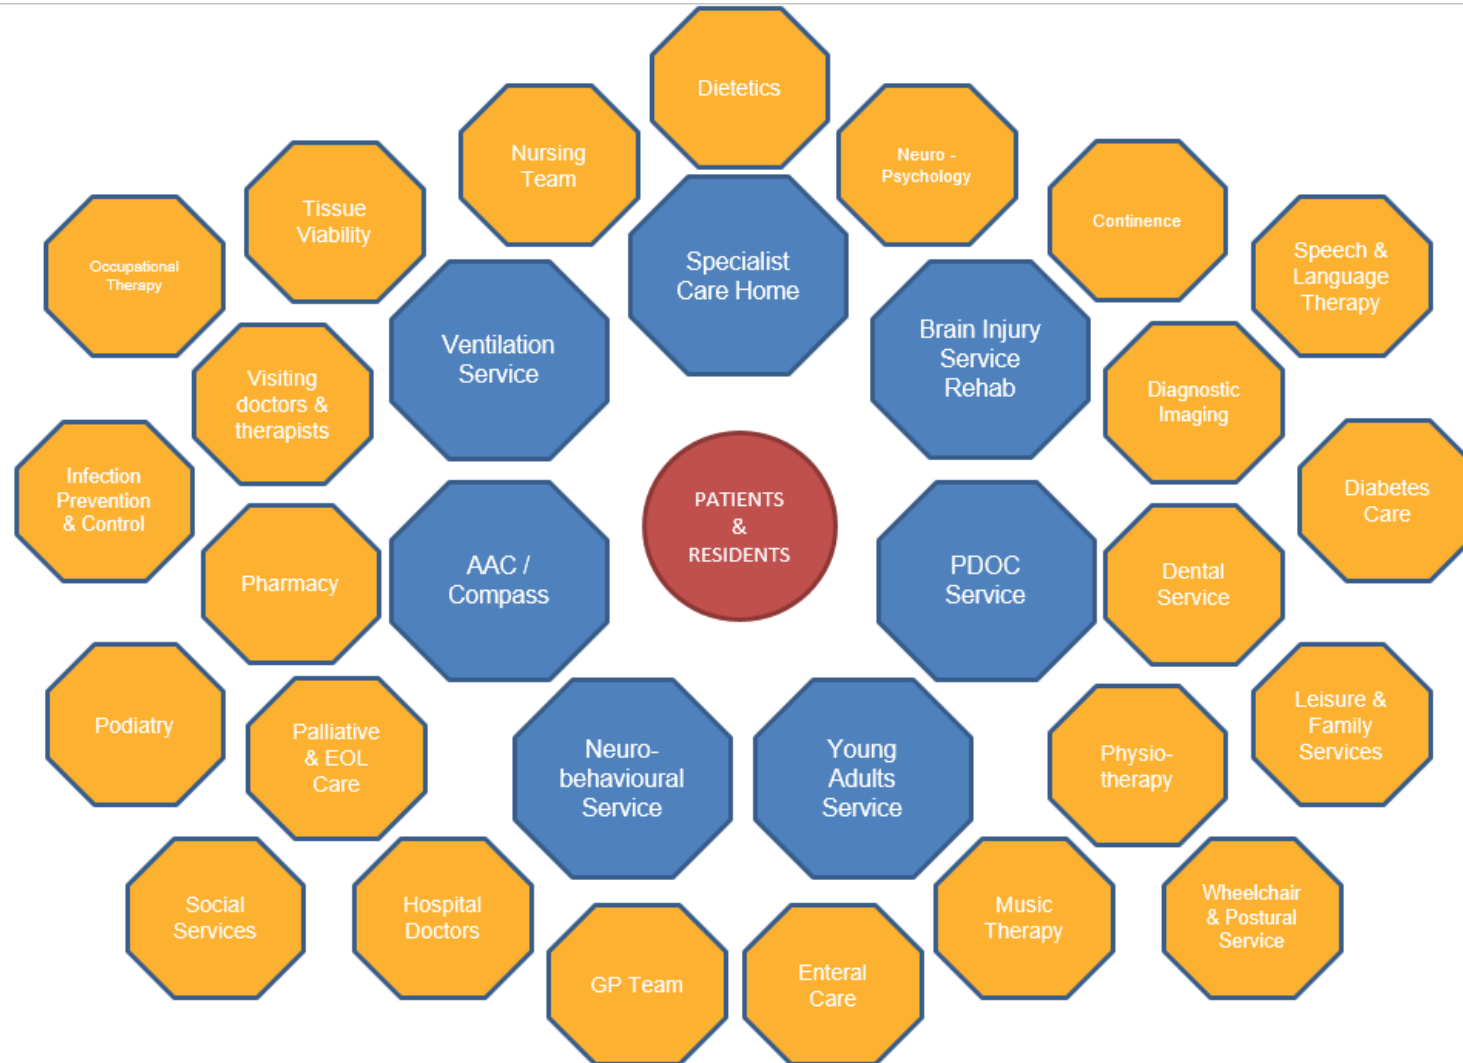 Dietetics
Nursing
Team
Neuro -
Psychology
Tissue
Viability
Continence
Occupational
Therapy
Speech &
Language
Therapy
Specialist
Care Home
Ventilation
Service
Brain Injury
Service
Rehab
Visiting
doctors &
therapists
Diagnostic
Imaging
Infection
Prevention
& Control
PATIENTS
&
RESIDENTS
Diabetes
Care
Pharmacy
AAC /
Compass
PDOC
Service
Dental
Service
Podiatry
Palliative
& EOL
Care
Neuro-
behavioural
Service
Young
Adults
Service
Physio-
therapy
Leisure &
Family
Services
Social
Services
Hospital
Doctors
GP Team
Enteral
Care
Music
Therapy
Wheelchair
& Postural
Service